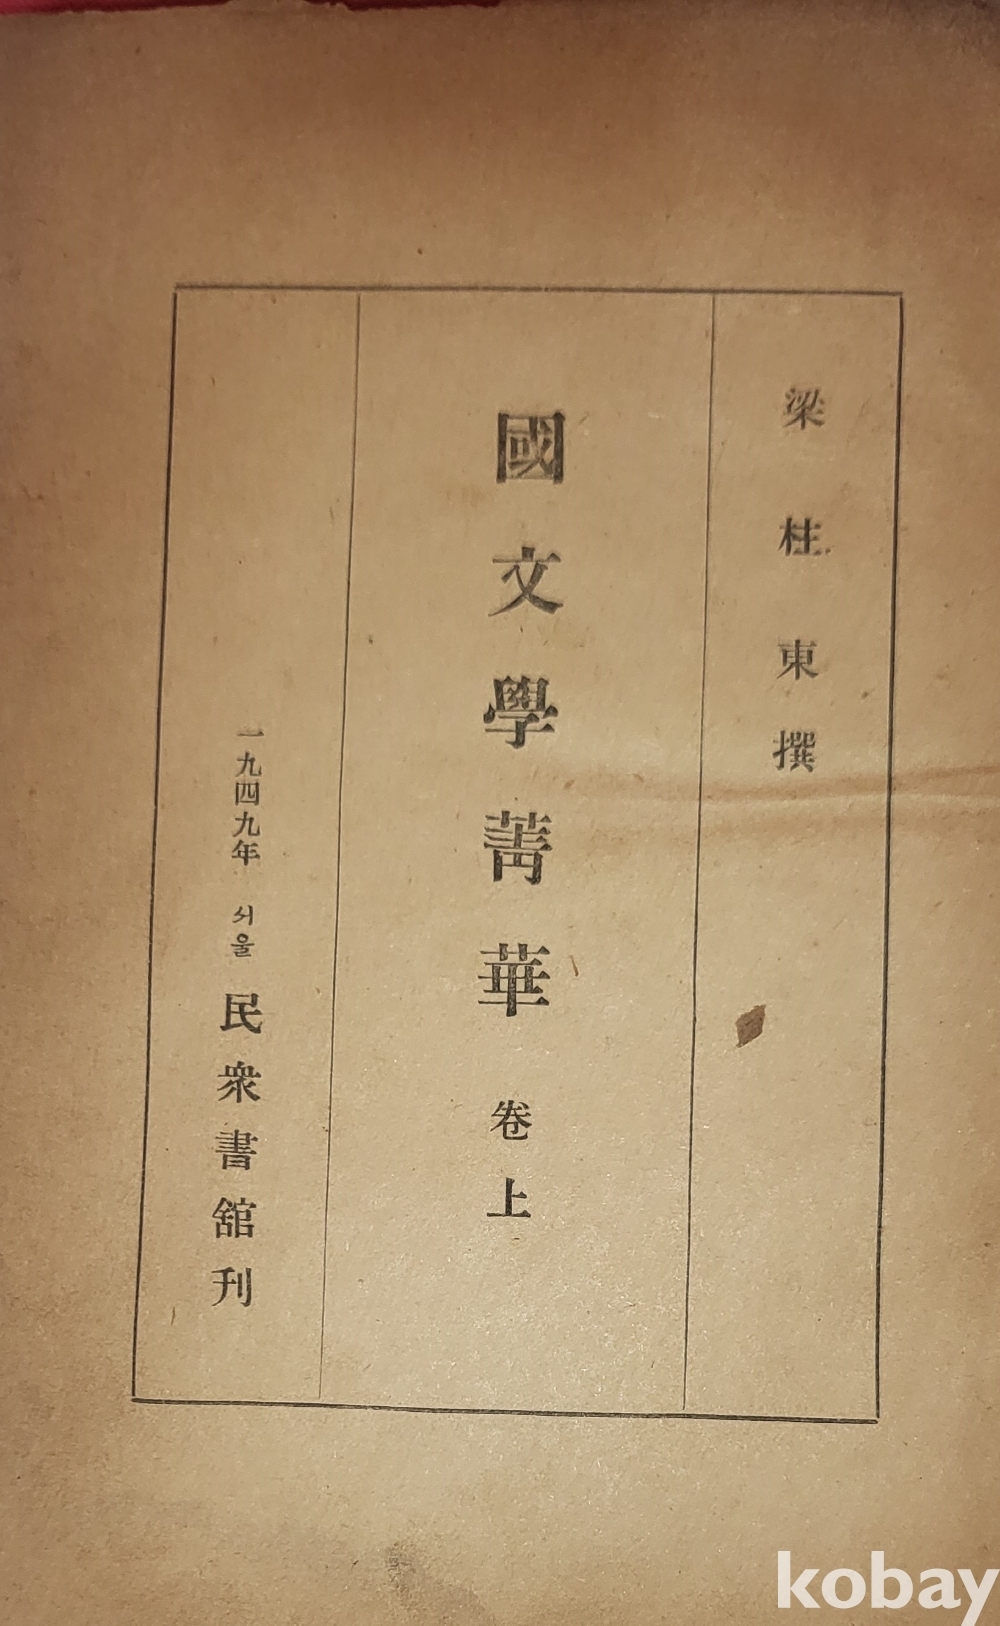 梁柱東撰
國文學菁華 卷上
一九四九年 서울 民衆書舘刊
kobay